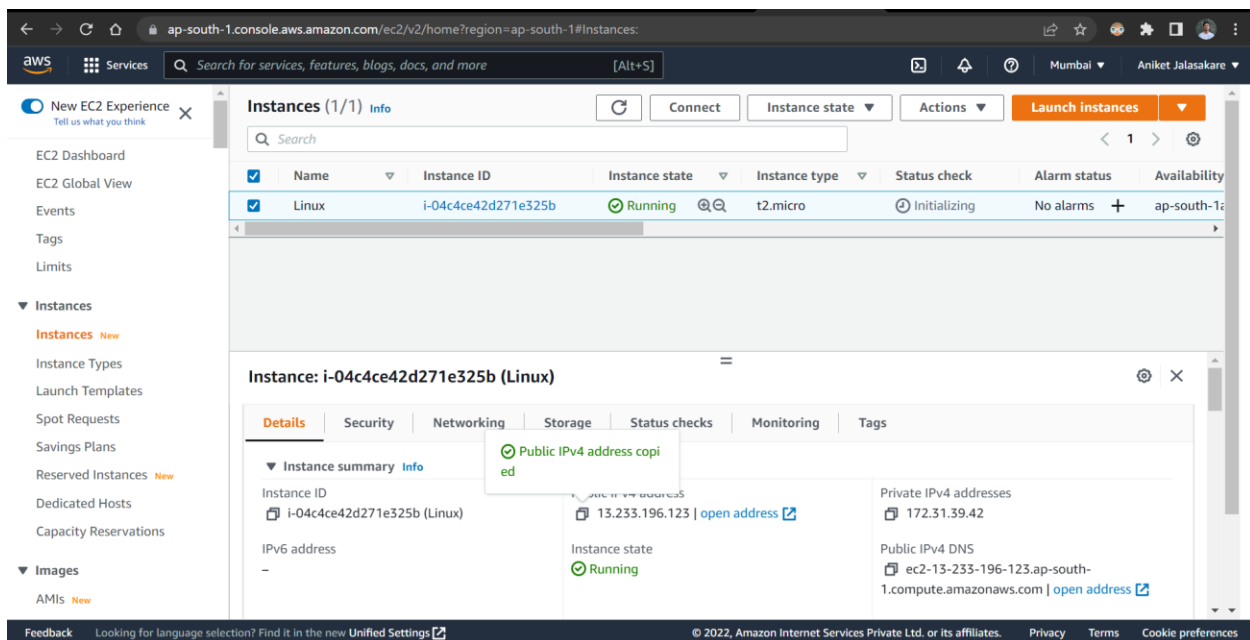 ap-south-1.console.aws.amazon.com/ec2/v2/home?region=ap-south-1#Instances:
aws Services Search for services, features, blogs, docs, and more [Alt+S] Mumbai Aniket Jalasakare
New EC2 Experience
Tell us what you think
EC2 Dashboard
EC2 Global View
Events
Tags
Limits
Instances
Instances New
Instance Types
Launch Templates
Spot Requests
Savings Plans
Reserved Instances New
Dedicated Hosts
Capacity Reservations
Images
AMIs New
Instances (1/1) Info Connect Instance state Actions Launch instances
Search 1
Name Instance ID Instance state Instance type Status check Alarm status Availability
Linux i-04c4ce42d271e325b Running t2.micro Initializing No alarms + ap-south-1a
Instance: i-04c4ce42d271e325b (Linux)
Details Security Networking Storage Status checks Monitoring Tags
Public IPv4 address copi
ed
Instance summary Info
Instance ID Public IPv4 address Private IPv4 addresses
i-04c4ce42d271e325b (Linux) 13.233.196.123 | open address 172.31.39.42
IPv6 address Instance state Public IPv4 DNS
– Running ec2-13-233-196-123.ap-south-
1.compute.amazonaws.com | open address
Feedback Looking for language selection? Find it in the new Unified Settings © 2022, Amazon Internet Services Private Ltd. or its affiliates. Privacy Terms Cookie preferences